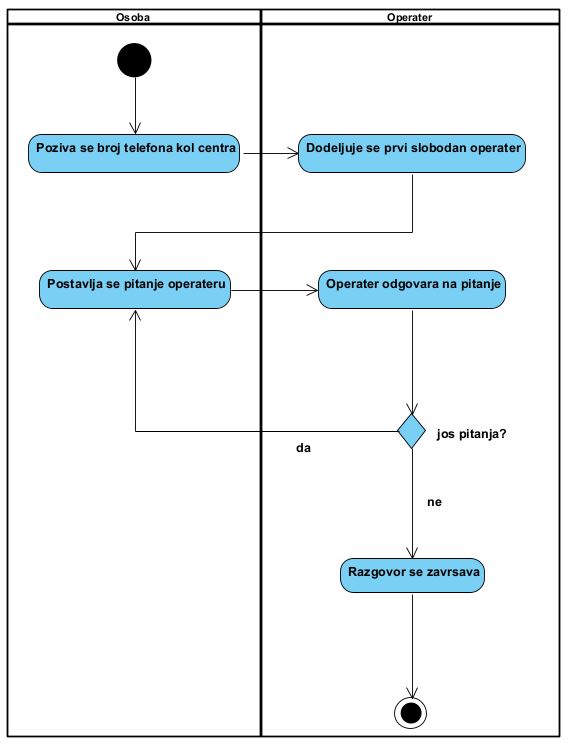 Osoba
Operater
Poziva se broj telefona kol centra
Dodeljuje se prvi slobodan operater
Postavlja se pitanje operateru
Operater odgovara na pitanje
jos pitanja?
da
ne
Razgovor se zavrsava